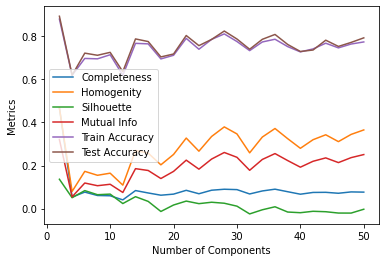 0.8
0.6
0.4
0.2
0.0
Metrics
Completeness
Homogenity
Silhouette
Mutual Info
Train Accuracy
Test Accuracy
0 10 20 30 40 50
Number of Components